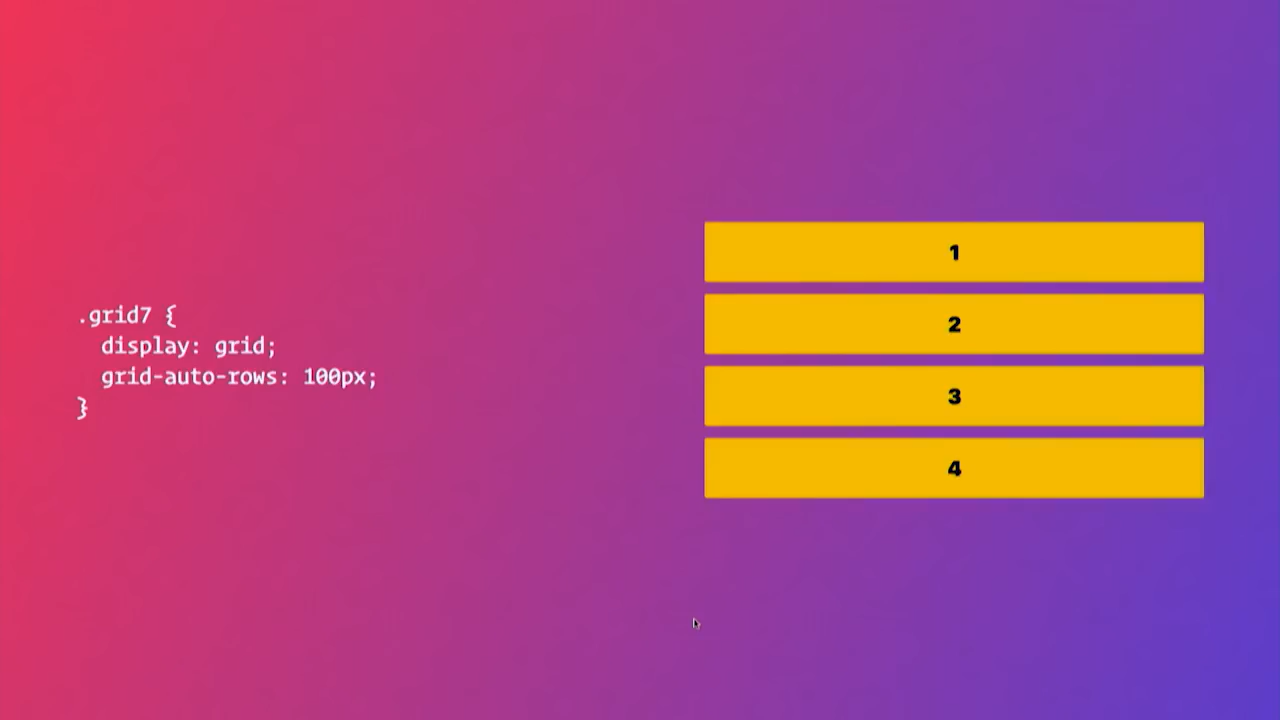 .grid7 {
  display: grid;
  grid-auto-rows: 100px;
}
1
2
3
4